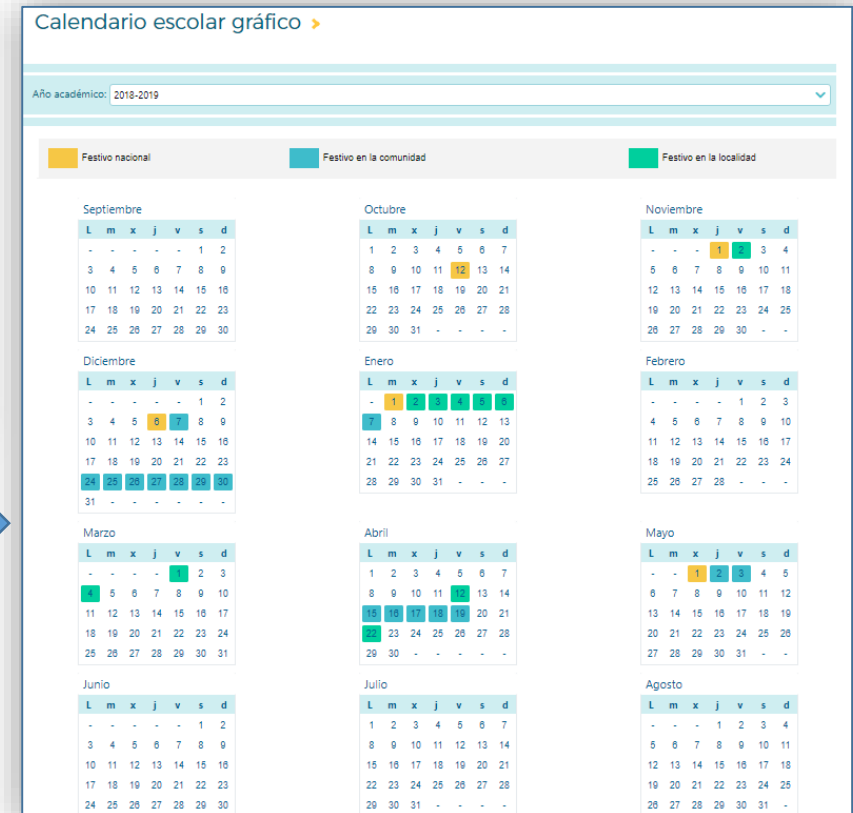 Calendario escolar gráfico >
Año académico: 2018-2019
Festivo nacional
Festivo en la comunidad
Festivo en la localidad
Septiembre
L m x j v s d
- - - - - 1 2
3 4 5 6 7 8 9
10 11 12 13 14 15 16
17 18 19 20 21 22 23
24 25 26 27 28 29 30
Octubre
L m x j v s d
1 2 3 4 5 6 7
8 9 10 11 12 13 14
15 16 17 18 19 20 21
22 23 24 25 26 27 28
29 30 31 - - - -
Noviembre
L m x j v s d
- - - 1 2 3 4
5 6 7 8 9 10 11
12 13 14 15 16 17 18
19 20 21 22 23 24 25
26 27 28 29 30 - -
Diciembre
L m x j v s d
- - - - - 1 2
3 4 5 6 7 8 9
10 11 12 13 14 15 16
17 18 19 20 21 22 23
24 25 26 27 28 29 30
31 - - - - - -
Enero
L m x j v s d
- 1 2 3 4 5 6
7 8 9 10 11 12 13
14 15 16 17 18 19 20
21 22 23 24 25 26 27
28 29 30 31 - - -
Febrero
L m x j v s d
- - - - 1 2 3
4 5 6 7 8 9 10
11 12 13 14 15 16 17
18 19 20 21 22 23 24
25 26 27 28 - - -
Marzo
L m x j v s d
- - - - 1 2 3
4 5 6 7 8 9 10
11 12 13 14 15 16 17
18 19 20 21 22 23 24
25 26 27 28 29 30 31
Abril
L m x j v s d
1 2 3 4 5 6 7
8 9 10 11 12 13 14
15 16 17 18 19 20 21
22 23 24 25 26 27 28
29 30 - - - - -
Mayo
L m x j v s d
- - 1 2 3 4 5
6 7 8 9 10 11 12
13 14 15 16 17 18 19
20 21 22 23 24 25 26
27 28 29 30 31 - -
Junio
L m x j v s d
- - - - - 1 2
3 4 5 6 7 8 9
10 11 12 13 14 15 16
17 18 19 20 21 22 23
24 25 26 27 28 29 30
Julio
L m x j v s d
1 2 3 4 5 6 7
8 9 10 11 12 13 14
15 16 17 18 19 20 21
22 23 24 25 26 27 28
29 30 31 - - - -
Agosto
L m x j v s d
- - - 1 2 3 4
5 6 7 8 9 10 11
12 13 14 15 16 17 18
19 20 21 22 23 24 25
26 27 28 29 30 31 -